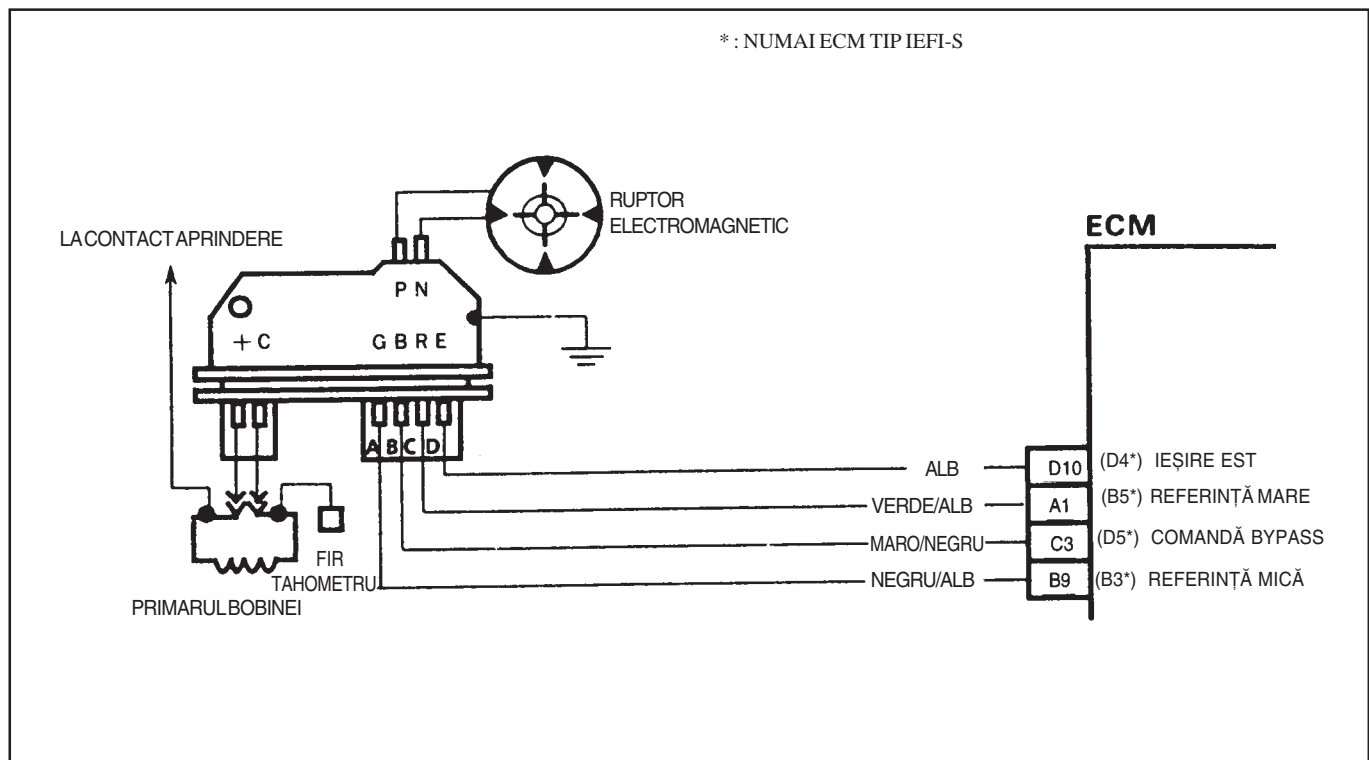 * : NUMAI ECM TIP IEFI-S
RUPTOR
ELECTROMAGNETIC
LA CONTACT APRINDERE
ECM
P N
+ C
G B R E
A B C D
ALB
D10
(D4*) IEȘIRE EST
VERDE/ALB
A1
(B5*) REFERINȚĂ MARE
MARO/NEGRU
C3
(D5*) COMANDĂ BYPASS
NEGRU/ALB
B9
(B3*) REFERINȚĂ MICĂ
FIR
TAHOMETRU
PRIMARUL BOBINEI